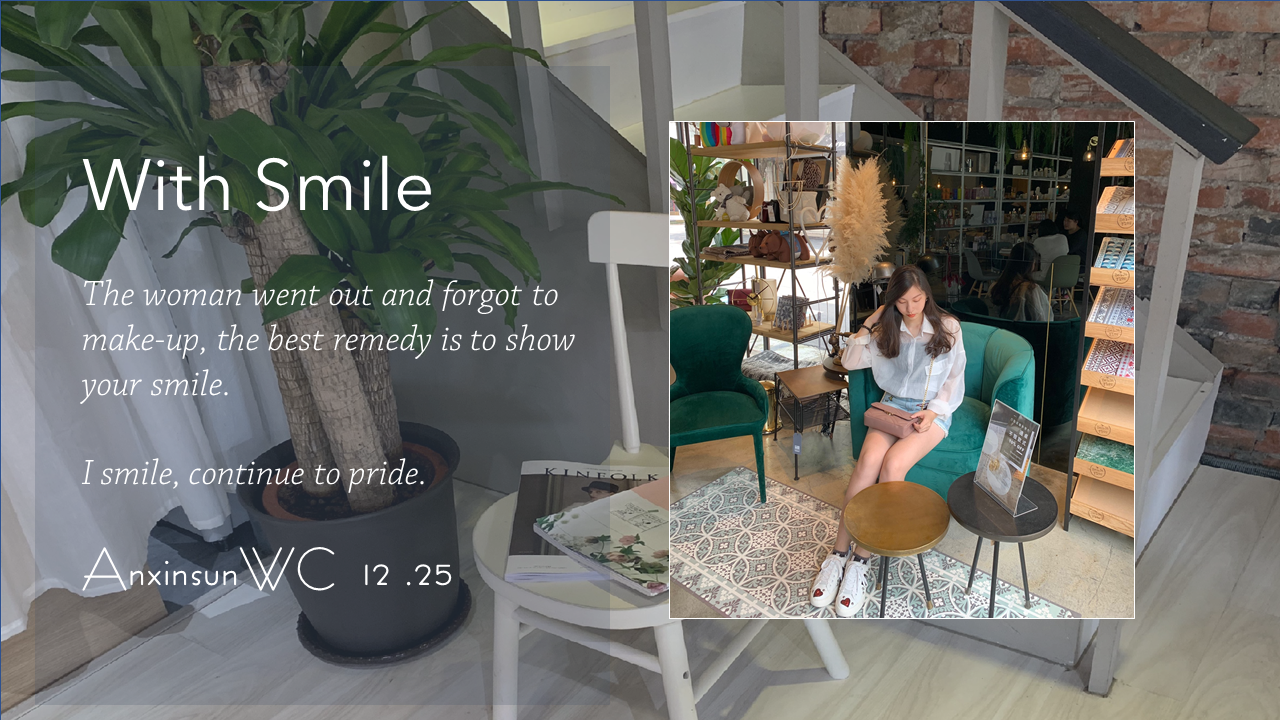 With Smile
The woman went out and forgot to
make-up, the best remedy is to show
your smile.
I smile, continue to pride.
AnxinsunWC 12 .25
KINFOLK